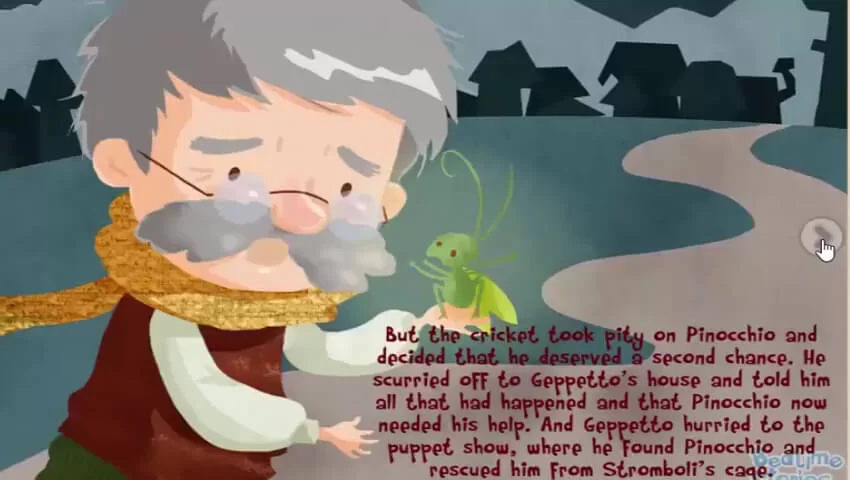 But the cricket took pity on Pinocchio and
decided that he deserved a second chance. He
scurried off to Geppetto's house and told him
all that had happened and that Pinocchio now
needed his help. And Geppetto hurried to the
puppet show, where he found Pinocchio and
rescued him from Stromboli's cage.
Bedtime